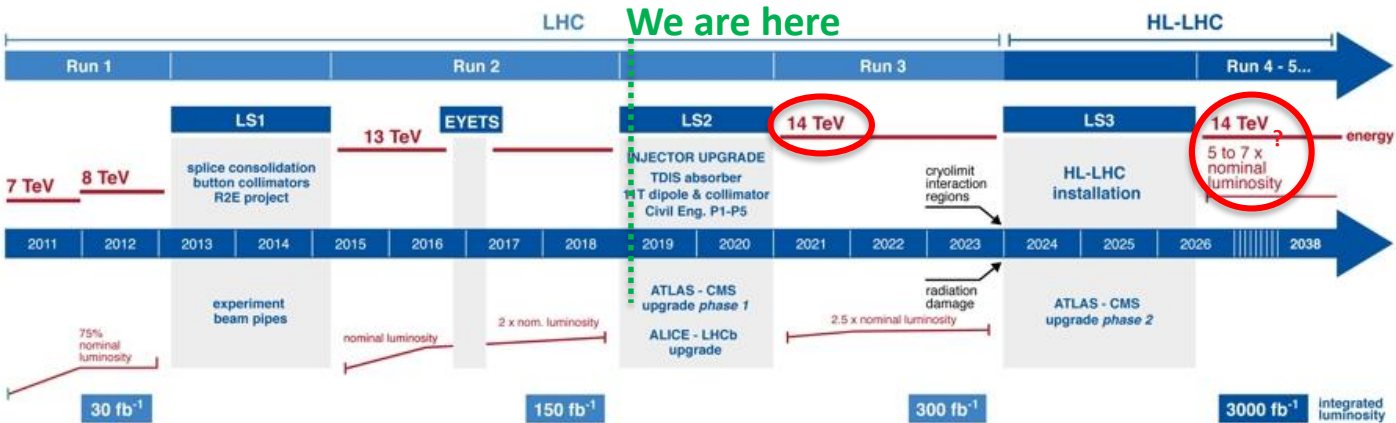 We are here
LHC
HL-LHC
Run 1
Run 2
Run 3
Run 4 - 5...
LS1
EYETS
LS2
LS3
7 TeV
8 TeV
13 TeV
14 TeV
14 TeV ?
energy
splice consolidation
button collimators
R2E project
INJECTOR UPGRADE
TDIS absorber
11T dipole & collimator
Civil Eng. P1-P5
cryolimit
interaction
regions
HL-LHC
installation
5 to 7 x
nominal
luminosity
2011 2012 2013 2014 2015 2016 2017 2018 2019 2020 2021 2022 2023 2024 2025 2026 2038
experiment
beam pipes
ATLAS - CMS
upgrade phase 1
ALICE - LHCb
upgrade
radiation
damage
ATLAS - CMS
upgrade phase 2
75%
nominal
luminosity
nominal luminosity
2 x nom. luminosity
2.5 x nominal luminosity
30 fb⁻¹
150 fb⁻¹
300 fb⁻¹
3000 fb⁻¹
integrated
luminosity